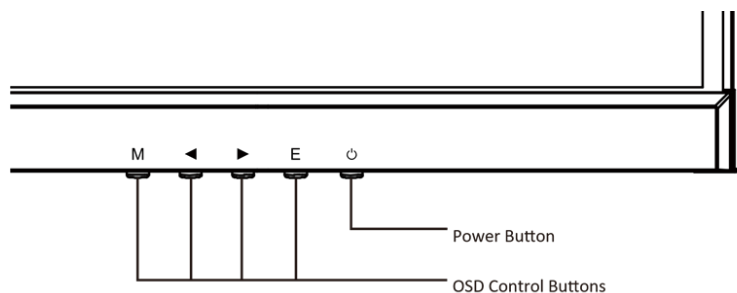 M ◄ ► E ⏻
Power Button
OSD Control Buttons